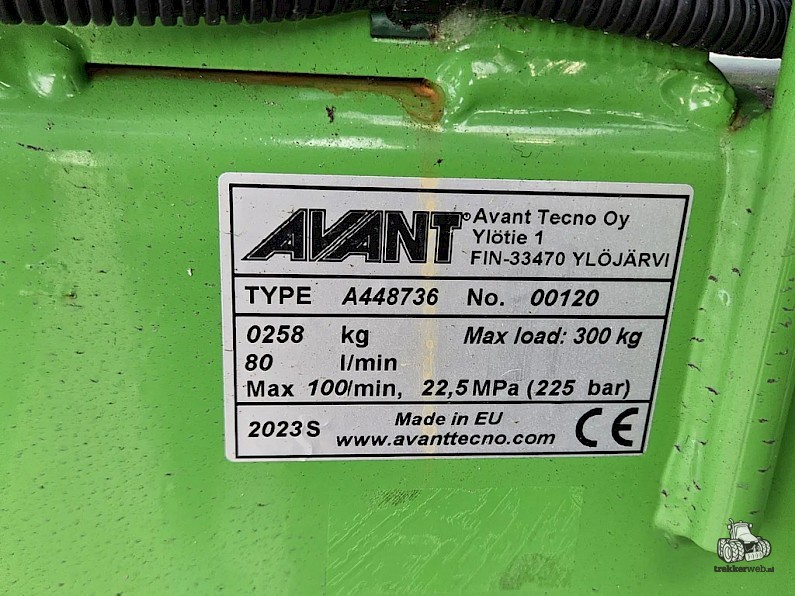 AVANT® Avant Tecno Oy
Ylötie 1
FIN-33470 YLÖJÄRVI
TYPE A448736 No. 00120
0258 kg Max load: 300 kg
80 l/min
Max 100/min, 22,5 MPa (225 bar)
2023 S Made in EU
www.avanttecno.com CE
trekkerweb.nl